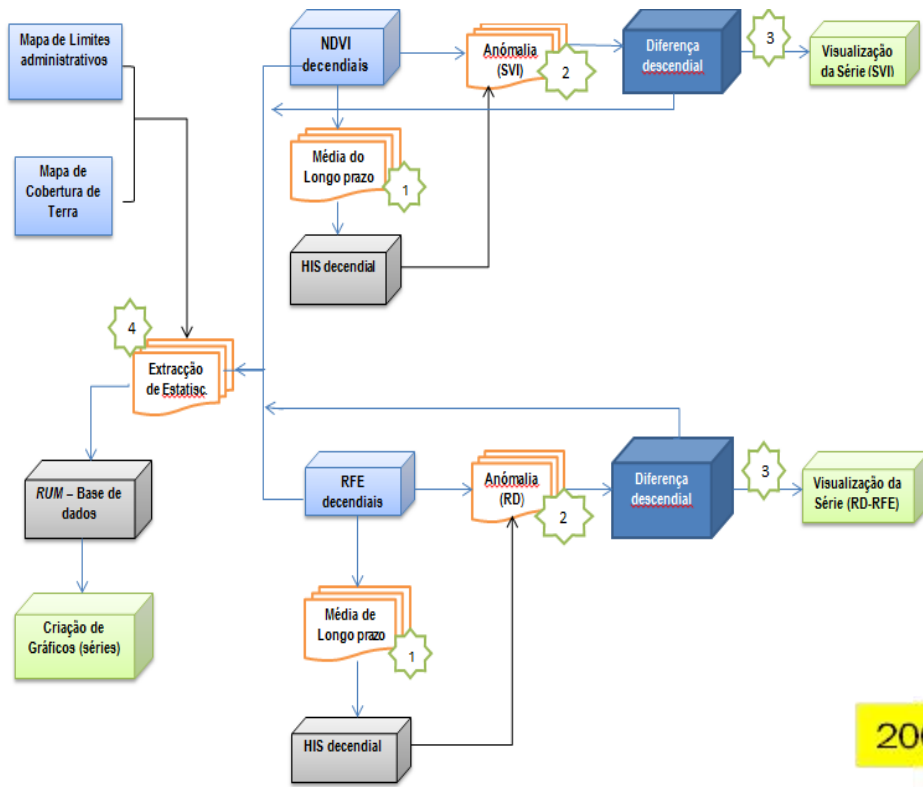 Mapa de Limites
administrativos
Mapa de
Cobertura de
Terra
NDVI
decendiais
Anómalia
(SVI)
2
Diferença
descendial
3
Visualização
da Série (SVI)
Média do
Longo prazo
1
HIS decendial
4
Extracção
de Estatisc.
RUM – Base de
dados
Criação de
Gráficos (séries)
RFE
decendiais
Anómalia
(RD)
2
Diferença
descendial
3
Visualização da
Série (RD-RFE)
Média de
Longo prazo
1
HIS decendial